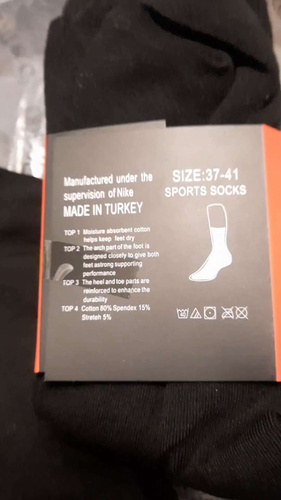 Manufactured under the
supervision of Nike
MADE IN TURKEY
TOP 1 Moisture absorbent cotton
helps keep feet dry
TOP 2 The arch part of the foot is
designed closely to give both
feet astrong supporting
performance
TOP 3 The heel and toe parts are
reinforced to enhance the
durability
TOP 4 Cotton 80% Spendex 15%
Stretch 5%
SIZE:37-41
SPORTS SOCKS